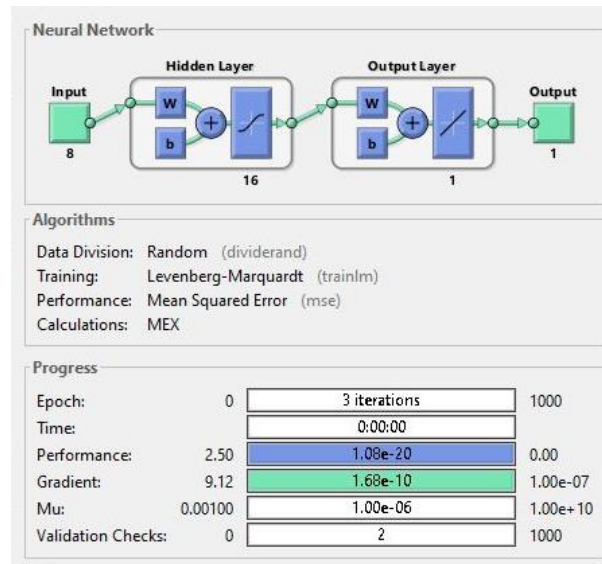 Neural Network
Hidden Layer Output Layer
Input Output
W W
+ +
b b
8 1
16 1
Algorithms
Data Division: Random (dividerand)
Training: Levenberg-Marquardt (trainlm)
Performance: Mean Squared Error (mse)
Calculations: MEX
Progress
Epoch: 0 3 iterations 1000
Time: 0:00:00
Performance: 2.50 1.08e-20 0.00
Gradient: 9.12 1.68e-10 1.00e-07
Mu: 0.00100 1.00e-06 1.00e+10
Validation Checks: 0 2 1000